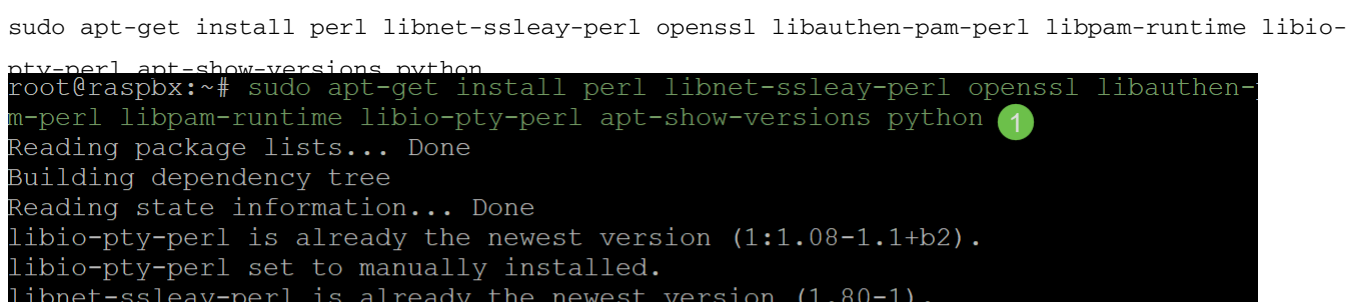 sudo apt-get install perl libnet-ssleay-perl openssl libauthen-pam-perl libpam-runtime libio-
pty-perl apt-show-versions python
root@raspbx:~# sudo apt-get install perl libnet-ssleay-perl openssl libauthen-
m-perl libpam-runtime libio-pty-perl apt-show-versions python 1
Reading package lists... Done
Building dependency tree
Reading state information... Done
libio-pty-perl is already the newest version (1:1.08-1.1+b2).
libio-pty-perl set to manually installed.
libnet-ssleay-perl is already the newest version (1.80-1).